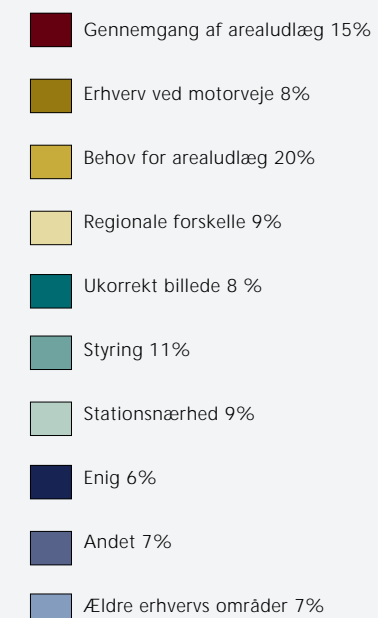 Gennemgang af arealudlæg 15%
Erhverv ved motorveje 8%
Behov for arealudlæg 20%
Regionale forskelle 9%
Ukorrekt billede 8 %
Styring 11%
Stationsnærhed 9%
Enig 6%
Andet 7%
Ældre erhvervs områder 7%